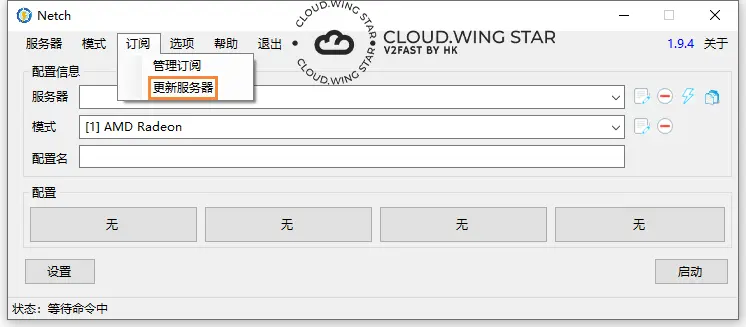 Netch
CLOUD.WING STAR
服务器 模式 订阅 选项 帮助 退出
CLOUD.WING STAR
V2FAST BY HK
CLOUD.WING STAR
1.9.4 关于
管理订阅
更新服务器
配置信息
服务器
模式 [1] AMD Radeon
配置名
配置
无 无 无 无
设置 启动
状态：等待命令中